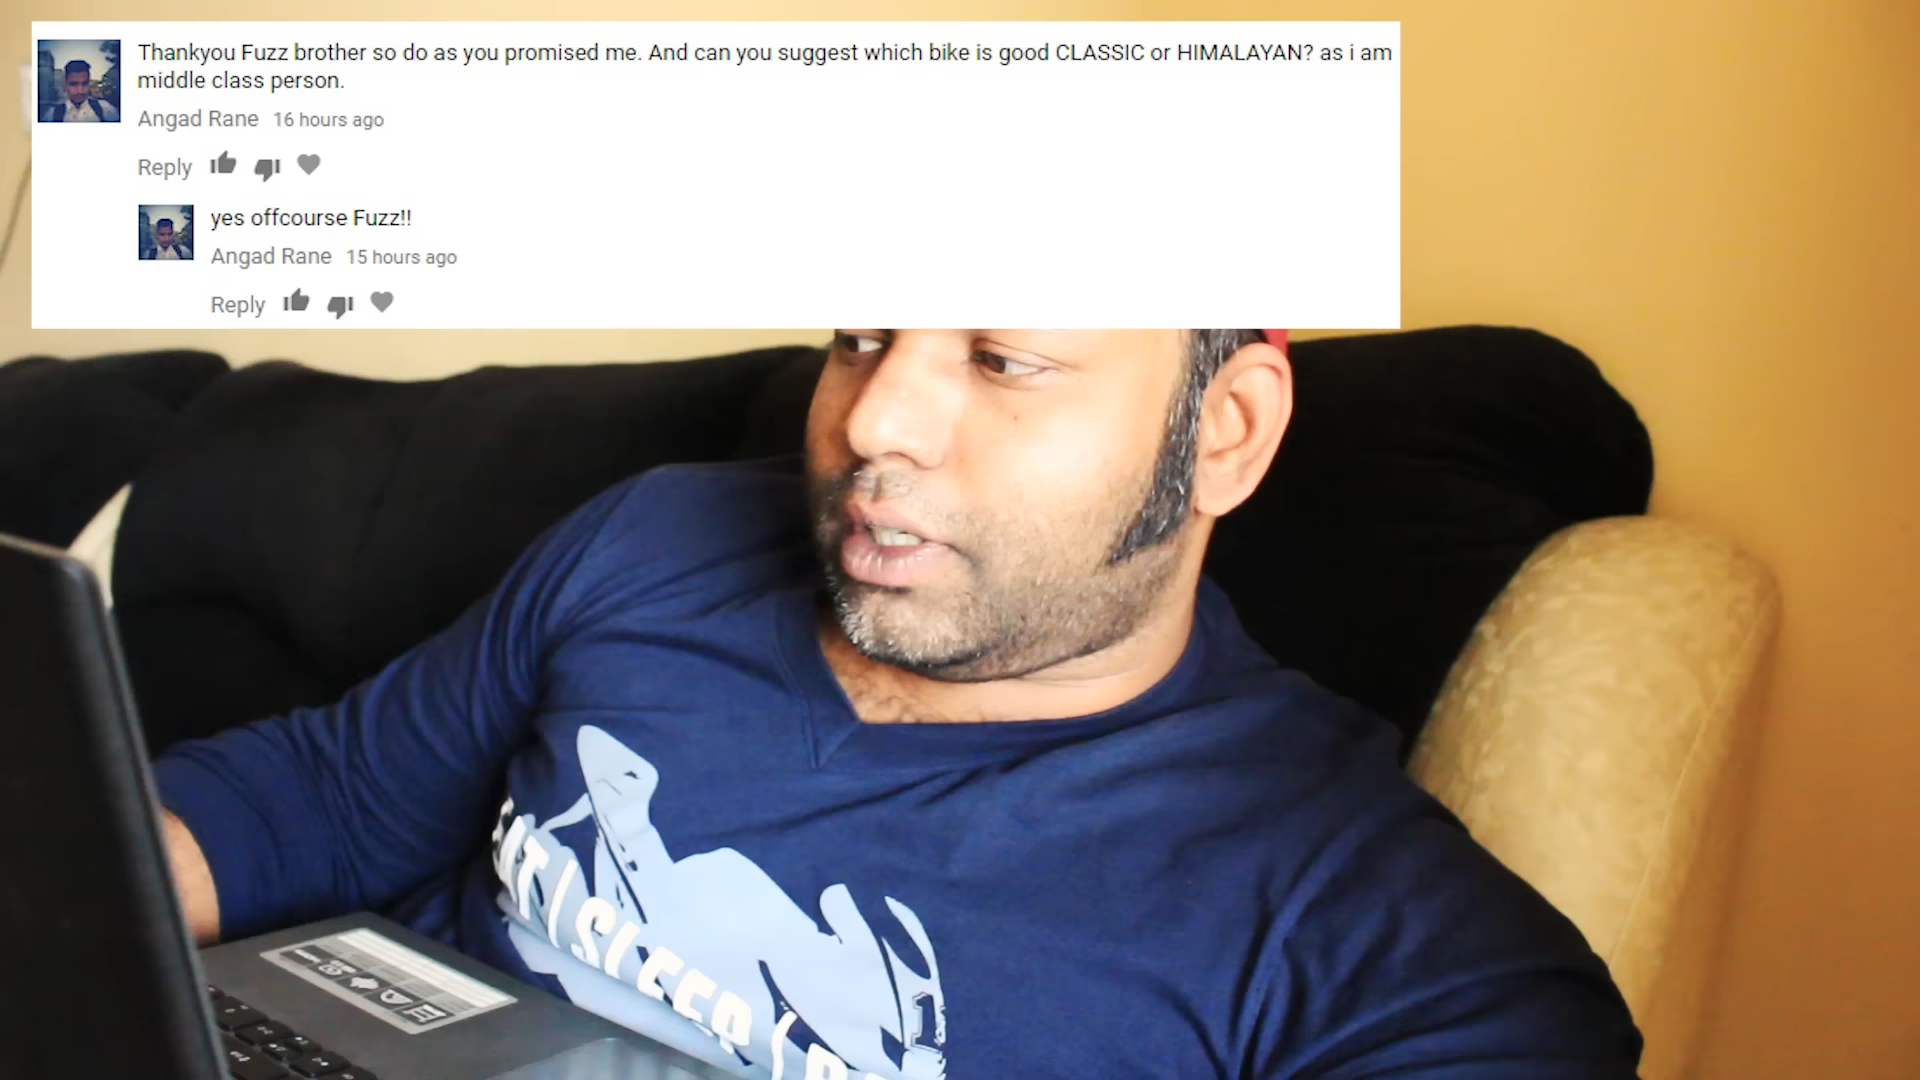 Thankyou Fuzz brother so do as you promised me. And can you suggest which bike is good CLASSIC or HIMALAYAN? as i am
middle class person.
Angad Rane 16 hours ago
Reply
yes offcourse Fuzz!!
Angad Rane 15 hours ago
Reply
SLEEP